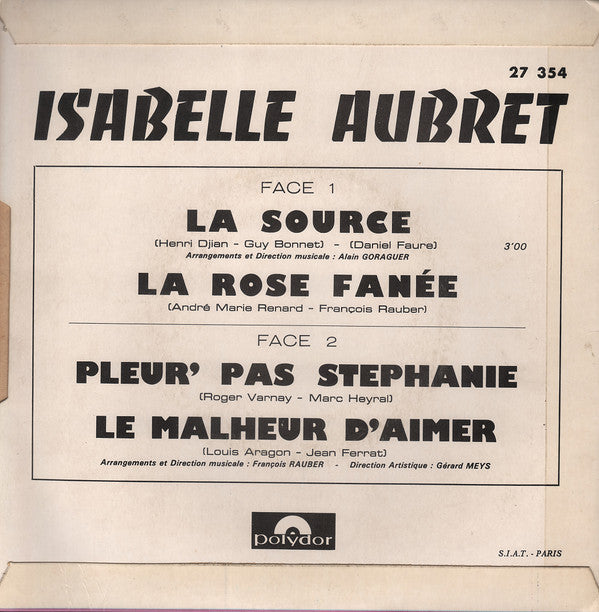 27 354
ISABELLE AUBRET
FACE 1
LA SOURCE
(Henri Djian - Guy Bonnet) - (Daniel Faure) 3'00
Arrangements et Direction musicale : Alain GORAGUER
LA ROSE FANÉE
(André Marie Renard - François Rauber)
FACE 2
PLEUR' PAS STEPHANIE
(Roger Varnay - Marc Heyral)
LE MALHEUR D'AIMER
(Louis Aragon - Jean Ferrat)
Arrangements et Direction musicale : François RAUBER - Direction Artistique : Gérard MEYS
polydor
S.I.A.T. - PARIS